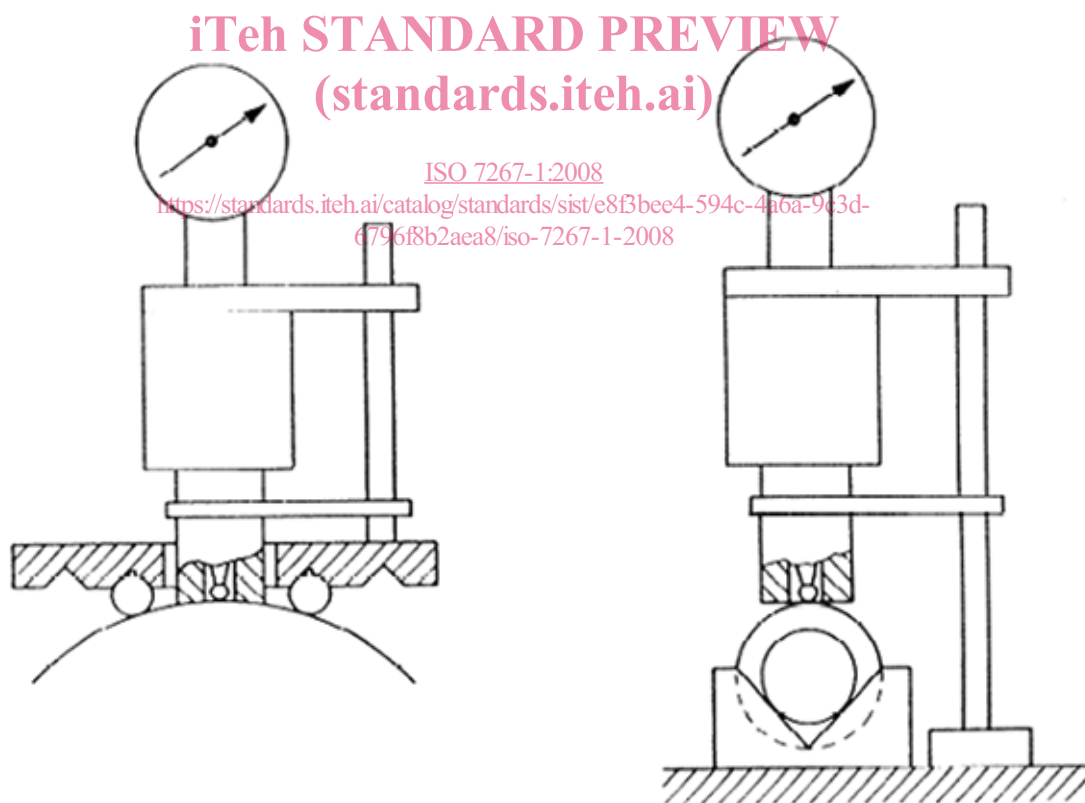 iTeh STANDARD PREVIEW
(standards.iteh.ai)
ISO 7267-1:2008
https://standards.iteh.ai/catalog/standards/sist/e8f3bee4-594c-4a6a-9c3d-
6796f8b2aea8/iso-7267-1-2008